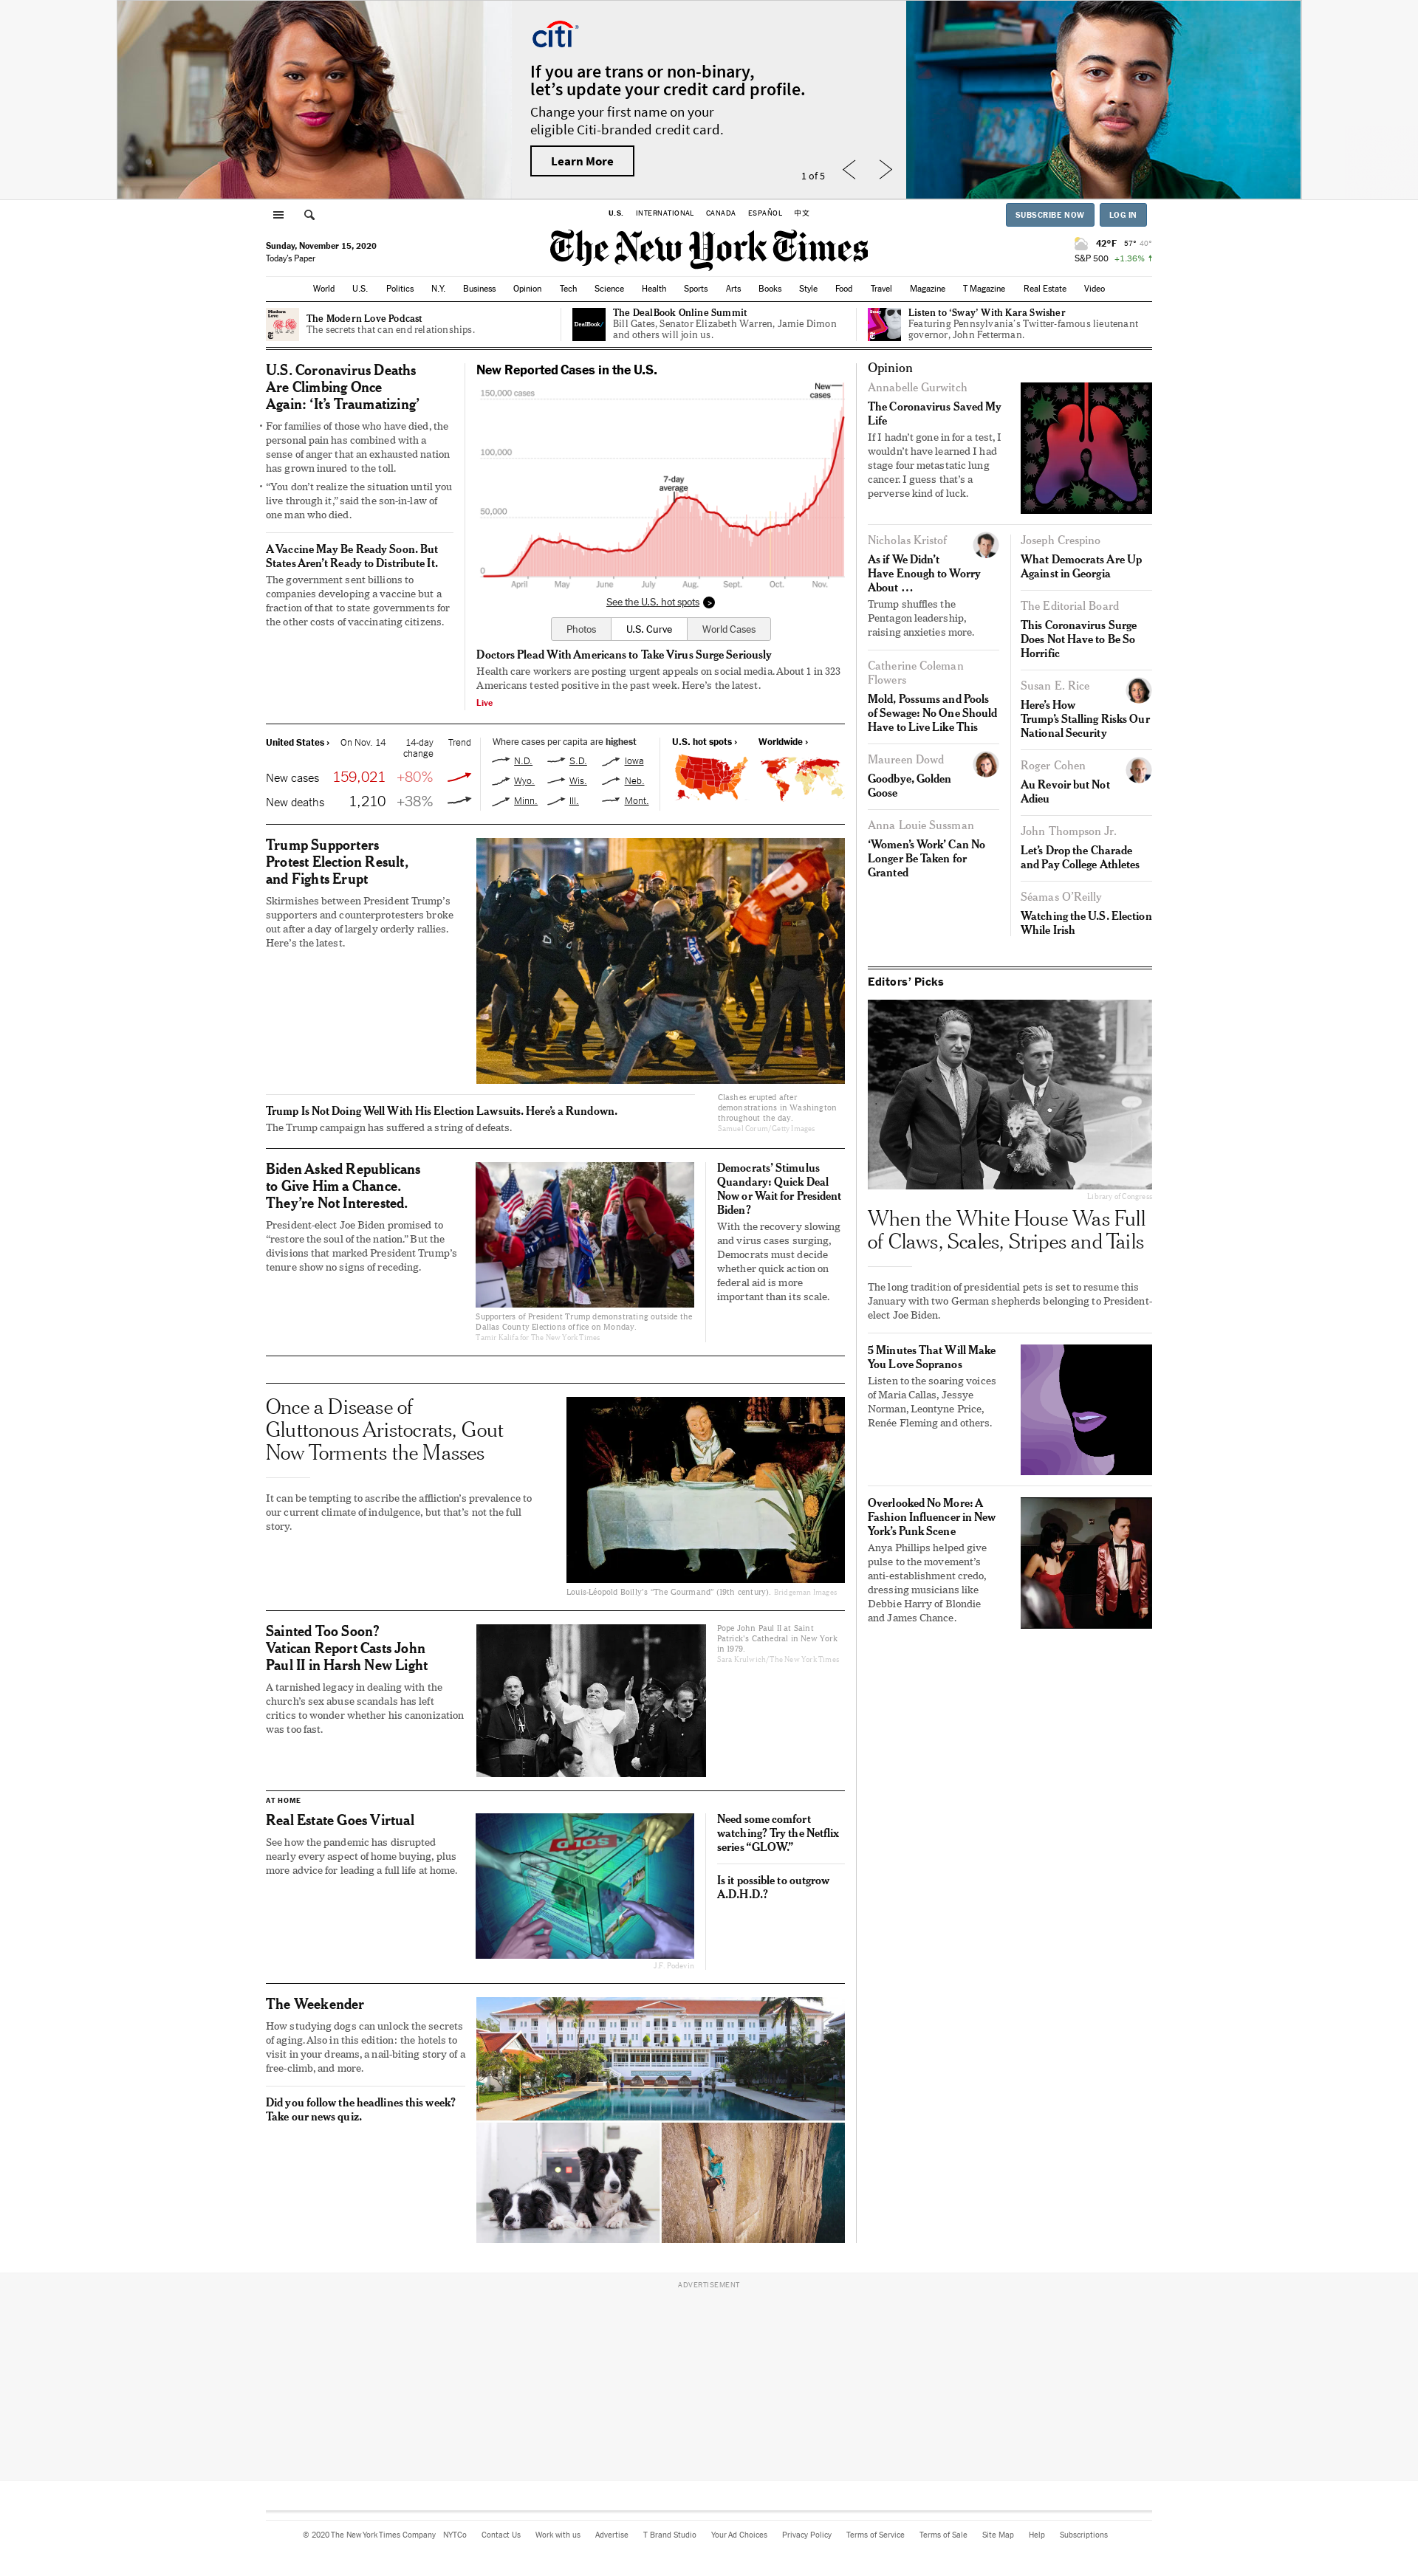 citi
If you are trans or non-binary,
let's update your credit card profile.
Change your first name on your
eligible Citi-branded credit card.
Learn More
1 of 5
U.S. INTERNATIONAL CANADA ESPAÑOL 中文
SUBSCRIBE NOW LOG IN
Sunday, November 15, 2020
Today's Paper
The New York Times
42°F 57° 40°
S&P 500 +1.36% ↑
World U.S. Politics N.Y. Business Opinion Tech Science Health Sports Arts Books Style Food Travel Magazine T Magazine Real Estate Video
Modern
Love
The Modern Love Podcast
The secrets that can end relationships.
DealBook/
The DealBook Online Summit
Bill Gates, Senator Elizabeth Warren, Jamie Dimon
and others will join us.
Sway
Listen to ‘Sway’ With Kara Swisher
Featuring Pennsylvania's Twitter-famous lieutenant
governor, John Fetterman.
U.S. Coronavirus Deaths
Are Climbing Once
Again: ‘It’s Traumatizing’
For families of those who have died, the
personal pain has combined with a
sense of anger that an exhausted nation
has grown inured to the toll.
“You don’t realize the situation until you
live through it,” said the son-in-law of
one man who died.
A Vaccine May Be Ready Soon. But
States Aren’t Ready to Distribute It.
The government sent billions to
companies developing a vaccine but a
fraction of that to state governments for
the other costs of vaccinating citizens.
New Reported Cases in the U.S.
150,000 cases
New
cases
100,000
7-day
average
50,000
0
April May June July Aug. Sept. Oct. Nov.
See the U.S. hot spots >
Photos U.S. Curve World Cases
Doctors Plead With Americans to Take Virus Surge Seriously
Health care workers are posting urgent appeals on social media. About 1 in 323
Americans tested positive in the past week. Here’s the latest.
Live
United States › On Nov. 14 14-day
change Trend
New cases 159,021 +80%
New deaths 1,210 +38%
Where cases per capita are highest
N.D. S.D. Iowa
Wyo. Wis. Neb.
Minn. Ill. Mont.
U.S. hot spots › Worldwide ›
Trump Supporters
Protest Election Result,
and Fights Erupt
Skirmishes between President Trump’s
supporters and counterprotesters broke
out after a day of largely orderly rallies.
Here’s the latest.
Clashes erupted after
demonstrations in Washington
throughout the day.
Samuel Corum/Getty Images
Trump Is Not Doing Well With His Election Lawsuits. Here’s a Rundown.
The Trump campaign has suffered a string of defeats.
Biden Asked Republicans
to Give Him a Chance.
They’re Not Interested.
President-elect Joe Biden promised to
“restore the soul of the nation.” But the
divisions that marked President Trump’s
tenure show no signs of receding.
Supporters of President Trump demonstrating outside the
Dallas County Elections office on Monday.
Tamir Kalifa for The New York Times
Democrats’ Stimulus
Quandary: Quick Deal
Now or Wait for President
Biden?
With the recovery slowing
and virus cases surging,
Democrats must decide
whether quick action on
federal aid is more
important than its scale.
Once a Disease of
Gluttonous Aristocrats, Gout
Now Torments the Masses
It can be tempting to ascribe the affliction’s prevalence to
our current climate of indulgence, but that’s not the full
story.
Louis-Léopold Boilly’s “The Gourmand” (19th century). Bridgeman Images
Sainted Too Soon?
Vatican Report Casts John
Paul II in Harsh New Light
A tarnished legacy in dealing with the
church’s sex abuse scandals has left
critics to wonder whether his canonization
was too fast.
Pope John Paul II at Saint
Patrick’s Cathedral in New York
in 1979.
Sara Krulwich/The New York Times
AT HOME
Real Estate Goes Virtual
See how the pandemic has disrupted
nearly every aspect of home buying, plus
more advice for leading a full life at home.
SOLD
J.F. Podevin
Need some comfort
watching? Try the Netflix
series “GLOW.”
Is it possible to outgrow
A.D.H.D.?
The Weekender
How studying dogs can unlock the secrets
of aging. Also in this edition: the hotels to
visit in your dreams, a nail-biting story of a
free-climb, and more.
Did you follow the headlines this week?
Take our news quiz.
Opinion
Annabelle Gurwitch
The Coronavirus Saved My
Life
If I hadn’t gone in for a test, I
wouldn’t have learned I had
stage four metastatic lung
cancer. I guess that’s a
perverse kind of luck.
Nicholas Kristof
As if We Didn’t
Have Enough to Worry
About …
Trump shuffles the
Pentagon leadership,
raising anxieties more.
Catherine Coleman
Flowers
Mold, Possums and Pools
of Sewage: No One Should
Have to Live Like This
Maureen Dowd
Goodbye, Golden
Goose
Anna Louie Sussman
‘Women’s Work’ Can No
Longer Be Taken for
Granted
Joseph Crespino
What Democrats Are Up
Against in Georgia
The Editorial Board
This Coronavirus Surge
Does Not Have to Be So
Horrific
Susan E. Rice
Here’s How
Trump’s Stalling Risks Our
National Security
Roger Cohen
Au Revoir but Not
Adieu
John Thompson Jr.
Let’s Drop the Charade
and Pay College Athletes
Séamas O’Reilly
Watching the U.S. Election
While Irish
Editors’ Picks
Library of Congress
When the White House Was Full
of Claws, Scales, Stripes and Tails
The long tradition of presidential pets is set to resume this
January with two German shepherds belonging to President-
elect Joe Biden.
5 Minutes That Will Make
You Love Sopranos
Listen to the soaring voices
of Maria Callas, Jessye
Norman, Leontyne Price,
Renée Fleming and others.
Overlooked No More: A
Fashion Influencer in New
York’s Punk Scene
Anya Phillips helped give
pulse to the movement’s
anti-establishment credo,
dressing musicians like
Debbie Harry of Blondie
and James Chance.
ADVERTISEMENT
© 2020 The New York Times Company NYTCo Contact Us Work with us Advertise T Brand Studio Your Ad Choices Privacy Policy Terms of Service Terms of Sale Site Map Help Subscriptions